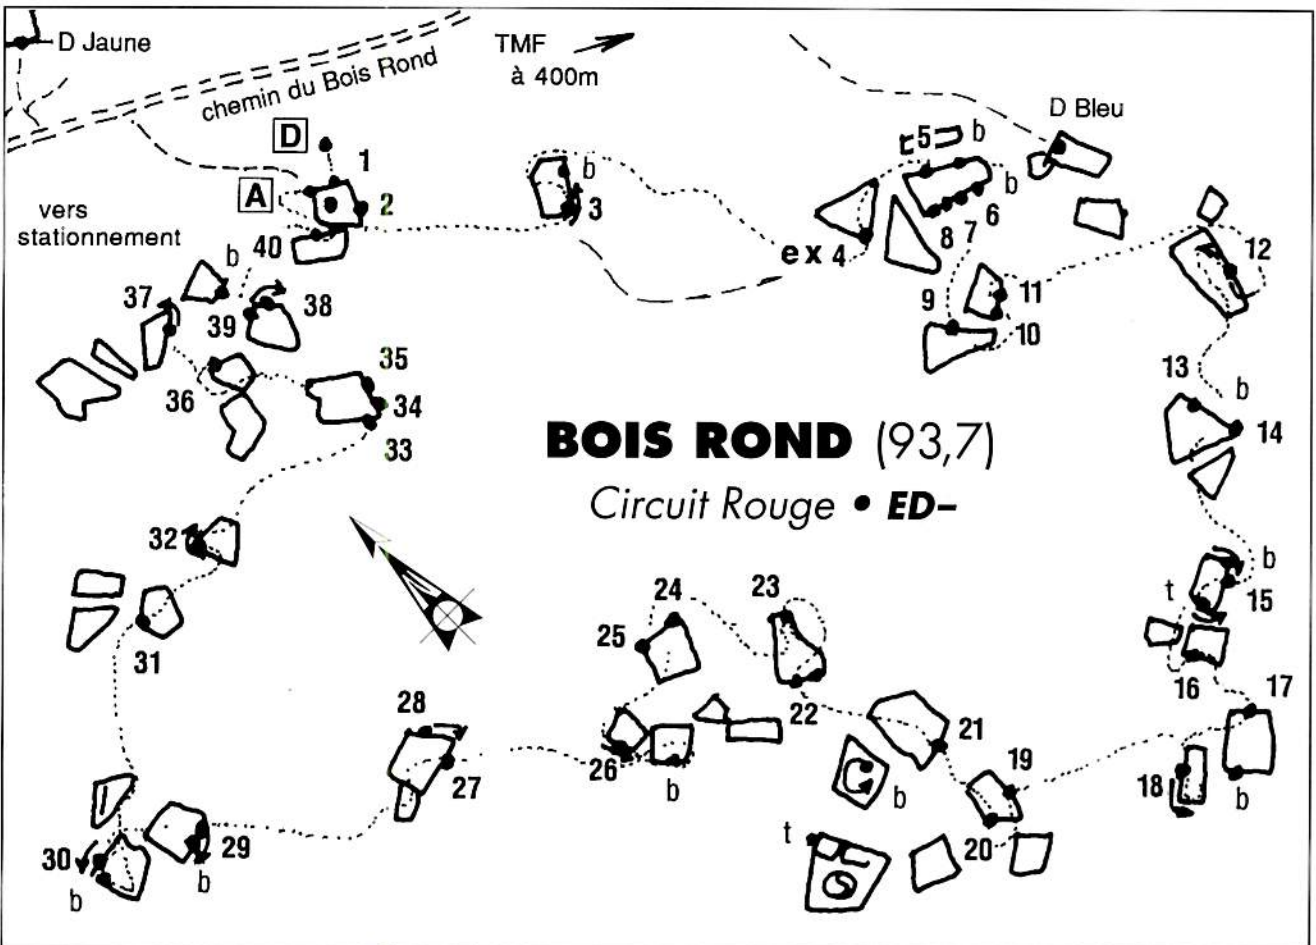 D Jaune
chemin du Bois Rond
TMF
à 400m
D Bleu
D
1
A
2
vers
stationnement
40
b
3
b
5
b
b
6
ex 4
8
7
12
37
b
38
39
9
11
10
36
35
34
33
13
b
14
BOIS ROND (93,7)
Circuit Rouge • ED–
32
31
24
23
25
t
b
15
16
17
28
27
26
b
22
21
19
18
b
b
t
20
30
b
29
b